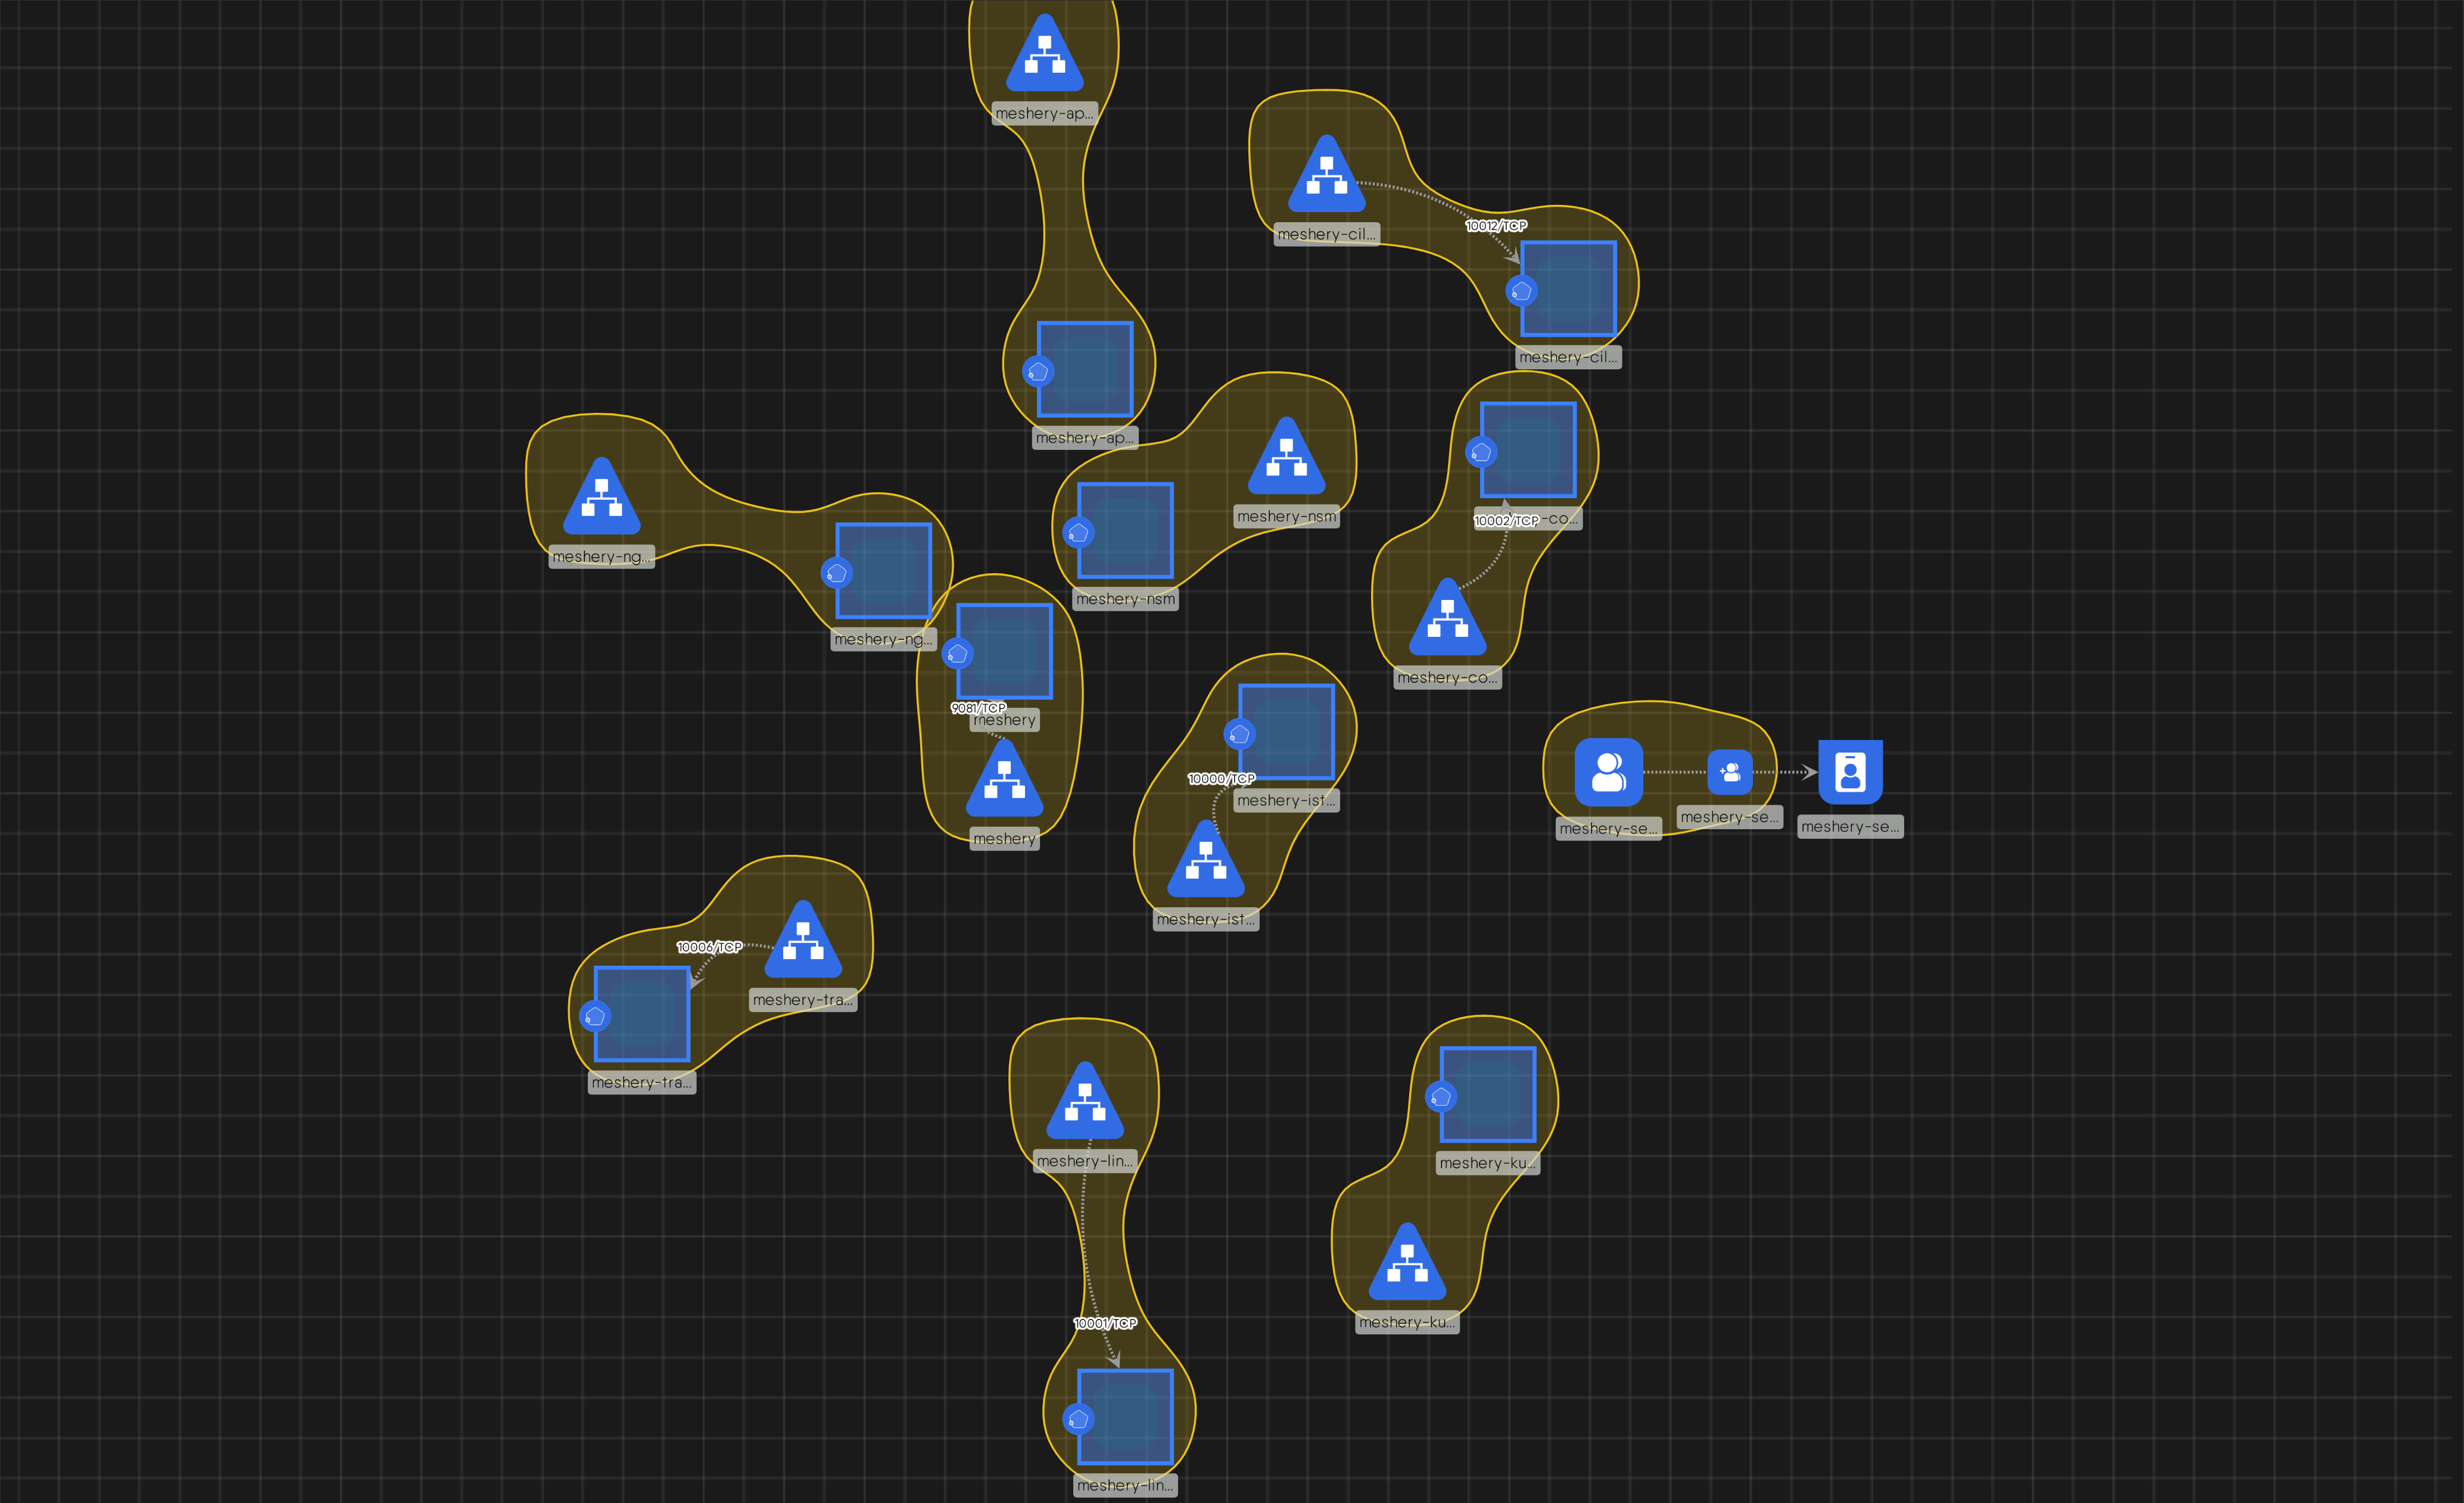 meshery-ap...
meshery-cil...
10012/TCP
meshery-cil...
meshery-ap...
meshery-nsm
10002/TCP
-co...
meshery-ng...
meshery-nsm
meshery-ng...
meshery-co...
9081/TCP
meshery
10000/TCP
meshery-ist...
meshery-se...
meshery-se...
meshery-se...
meshery
meshery-ist...
10006/TCP
meshery-tra...
meshery-tra...
meshery-lin...
meshery-ku...
10001/TCP
meshery-ku...
meshery-lin...